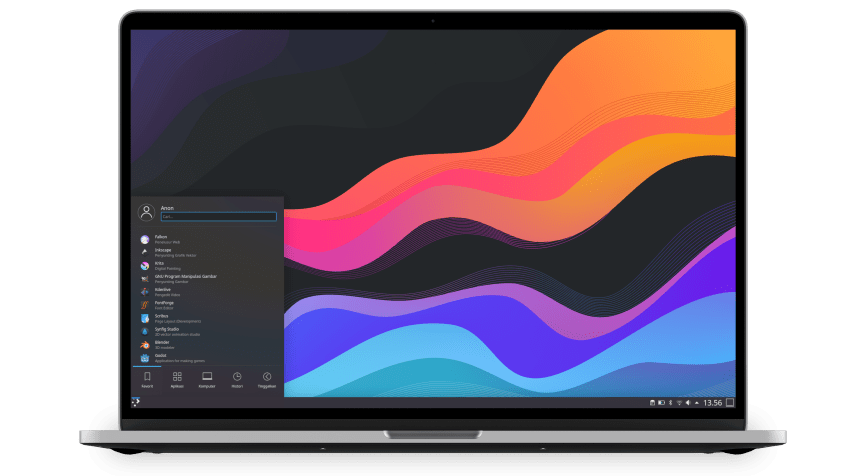 Anon
Cari...
Falkon
Penelusur Web
Inkscape
Penyunting Grafik Vektor
Krita
Digital Painting
GNU Program Manipulasi Gambar
Penyunting Gambar
Kdenlive
Penyunti Video
FontForge
Font Editor
Scribus
Page Layout (Development)
Synfig Studio
2D vector animation studio
Blender
3D modeler
Godot
Application for making games
Favorit Aplikasi Komputer Histori Tinggalkan
13.56